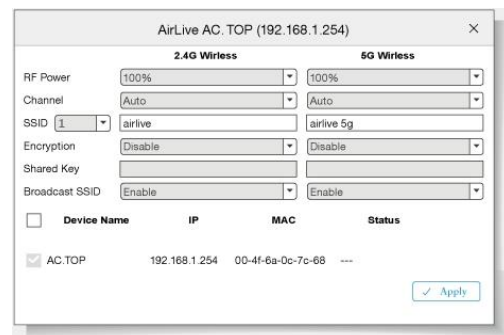 AirLive AC.TOP (192.168.1.254)
2.4G Wirless 5G Wirless
RF Power 100% 100%
Channel Auto Auto
SSID 1 airlive airlive 5g
Encryption Disable Disable
Shared Key
Broadcast SSID Enable Enable
Device Name IP MAC Status
AC.TOP 192.168.1.254 00-4f-6a-0c-7c-68 ---
Apply